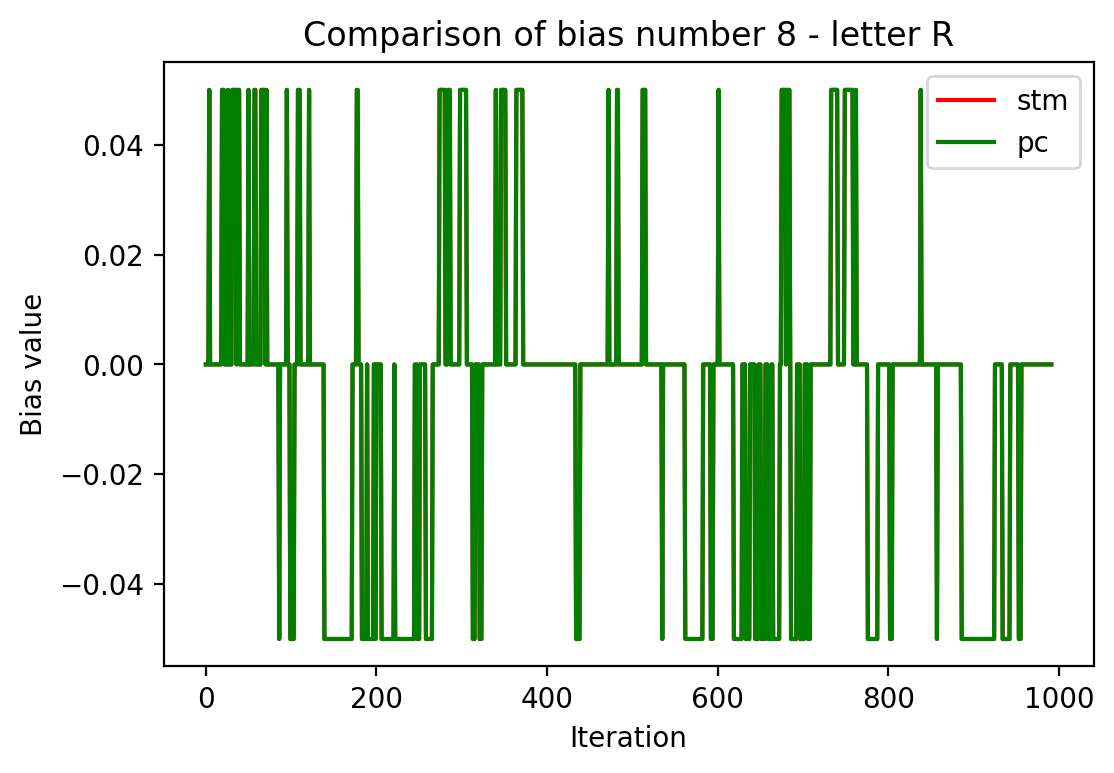 Comparison of bias number 8 - letter R
stm
pc
0.04
0.02
0.00
−0.02
−0.04
Bias value
0 200 400 600 800 1000
Iteration